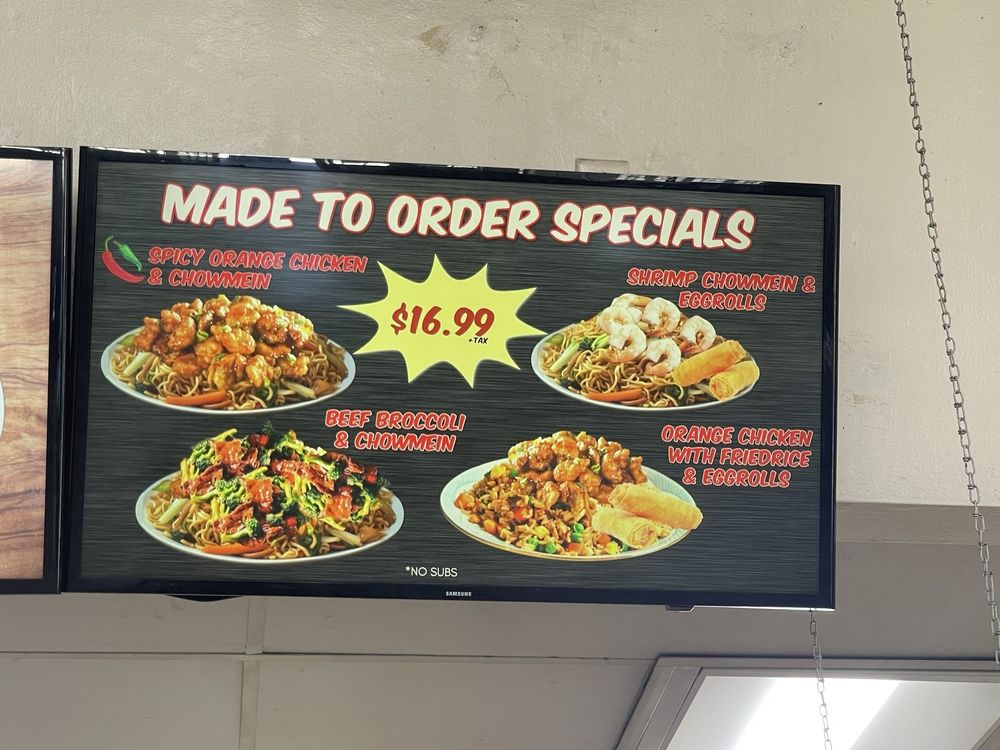 MADE TO ORDER SPECIALS
SPICY ORANGE CHICKEN
& CHOWMEIN
$16.99
+TAX
SHRIMP CHOWMEIN &
EGGROLLS
BEEF BROCCOLI
& CHOWMEIN
ORANGE CHICKEN
WITH FRIEDRICE
& EGGROLLS
*NO SUBS
SAMSUNG